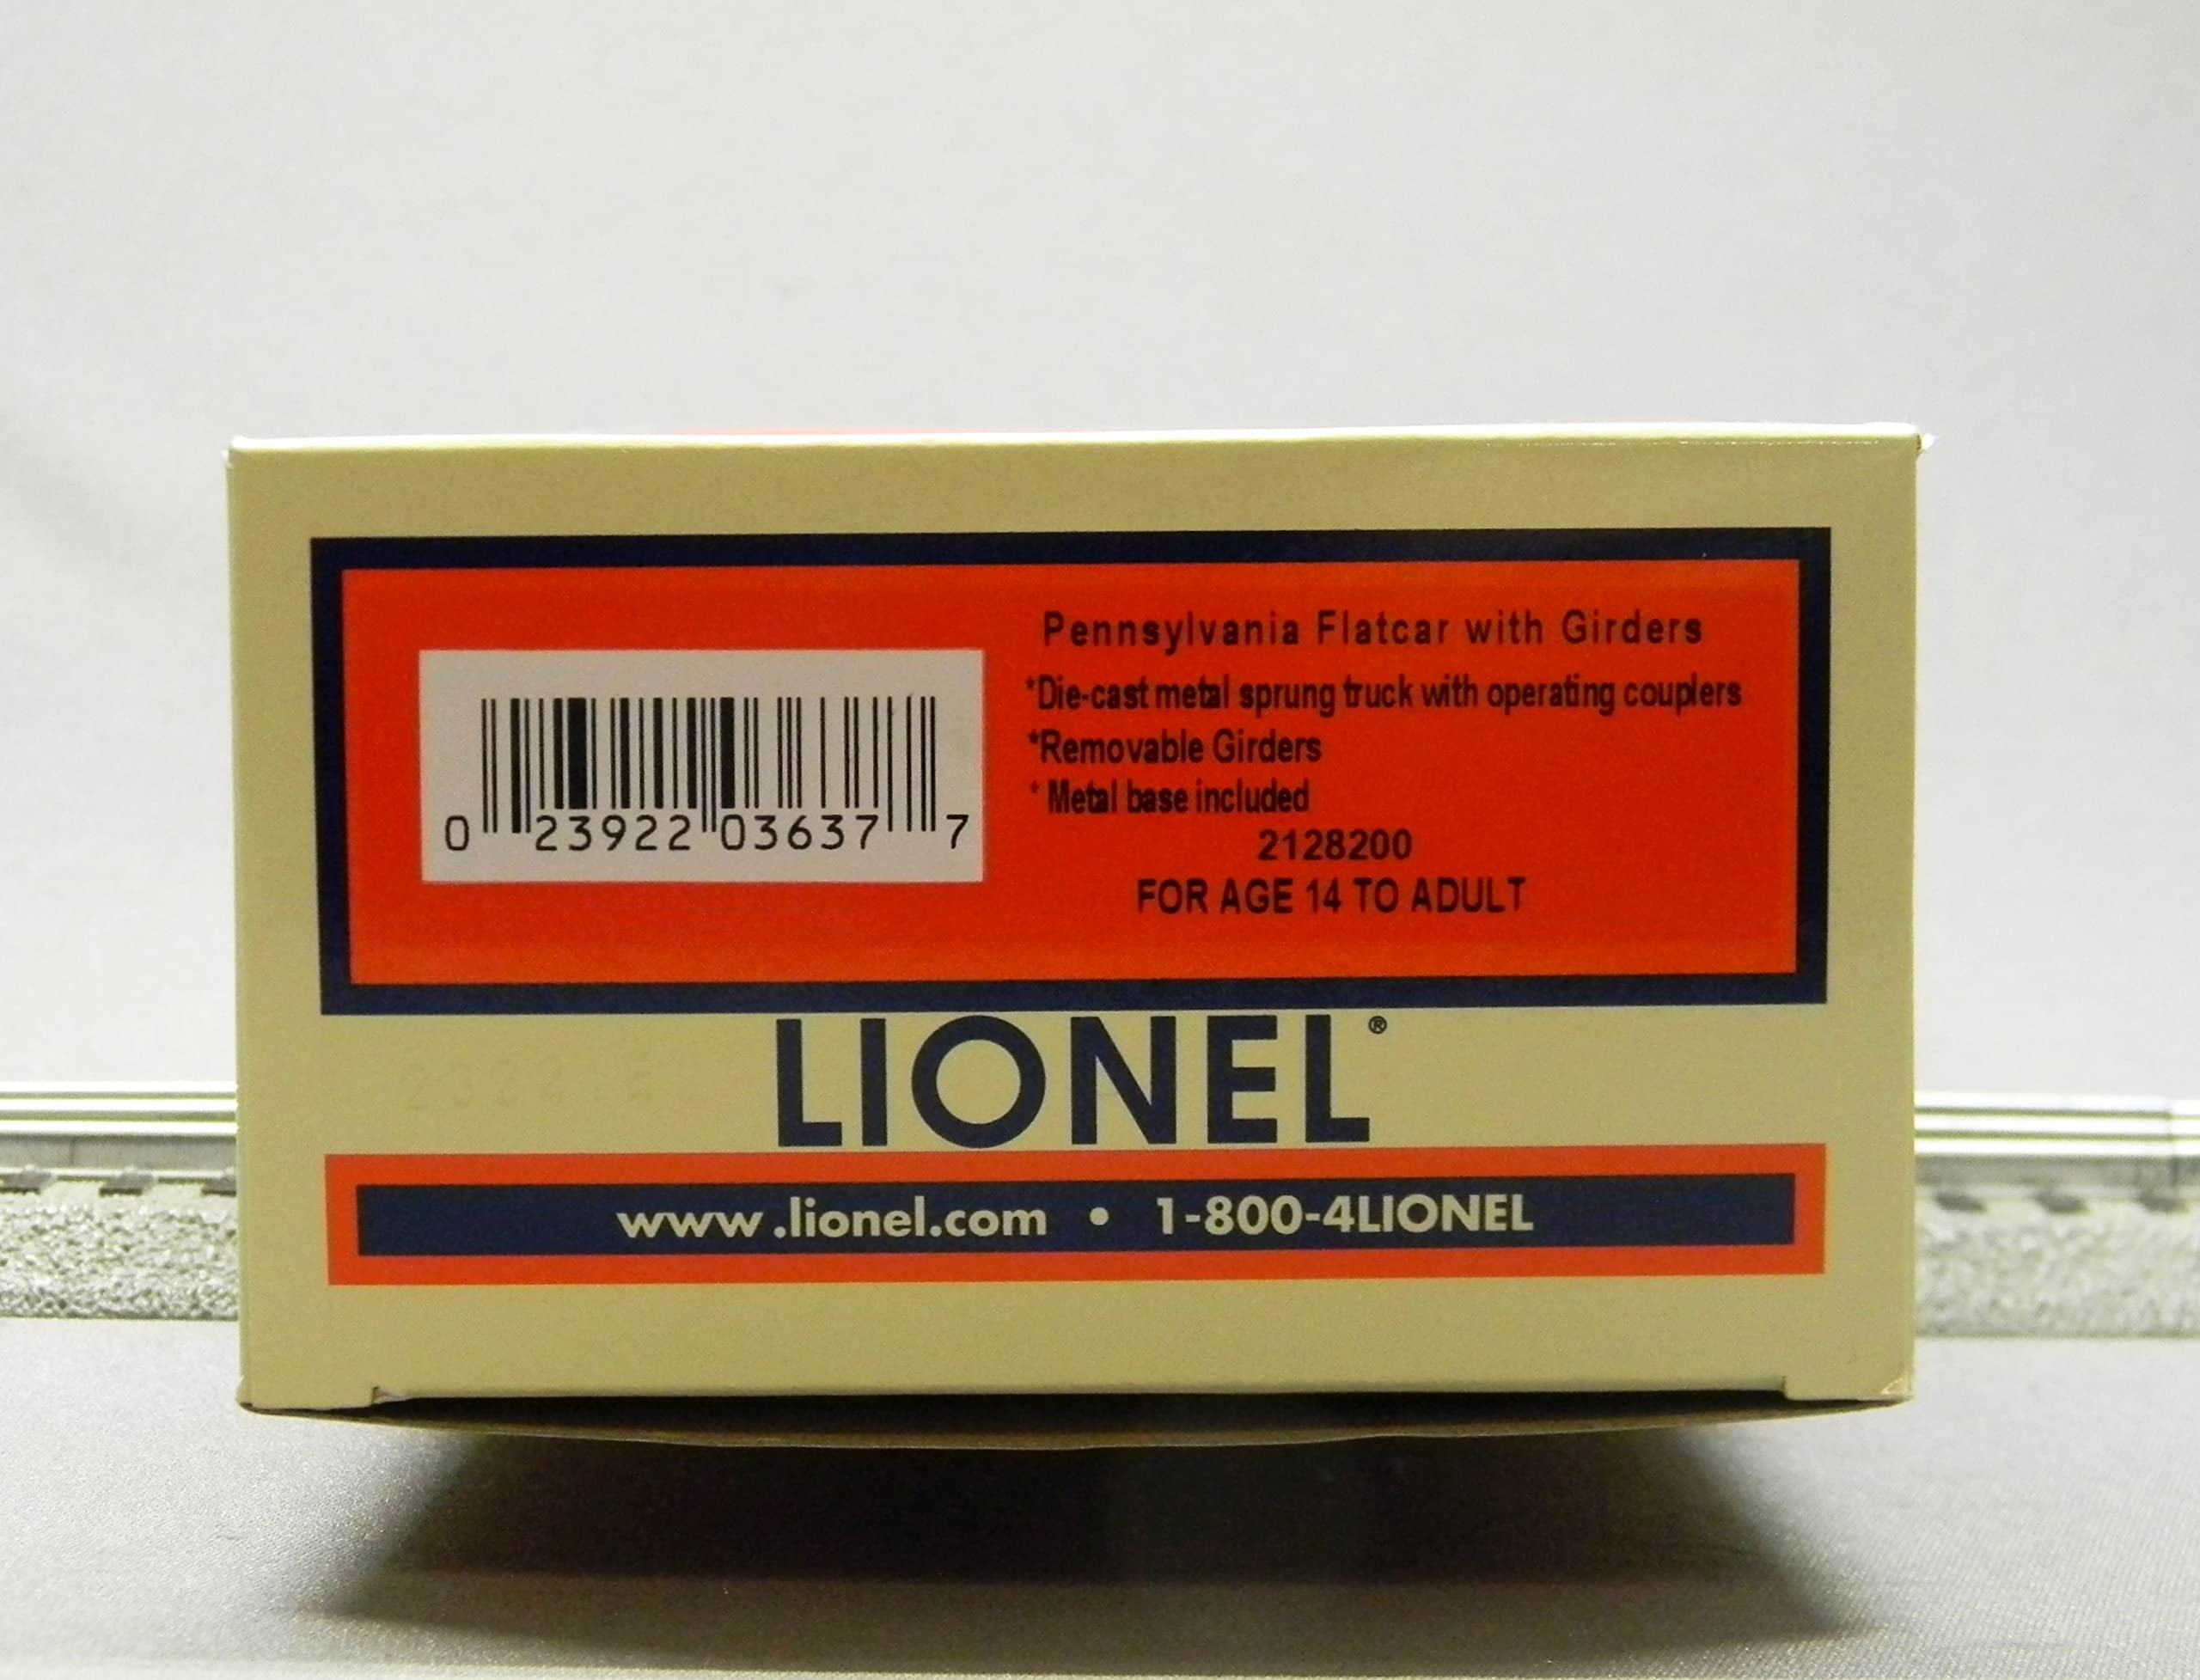 Pennsylvania Flatcar with Girders
*Die-cast metal sprung truck with operating couplers
*Removable Girders
* Metal base included
2128200
FOR AGE 14 TO ADULT
0 23922 03637 7
LIONEL®
www.lionel.com • 1-800-4LIONEL